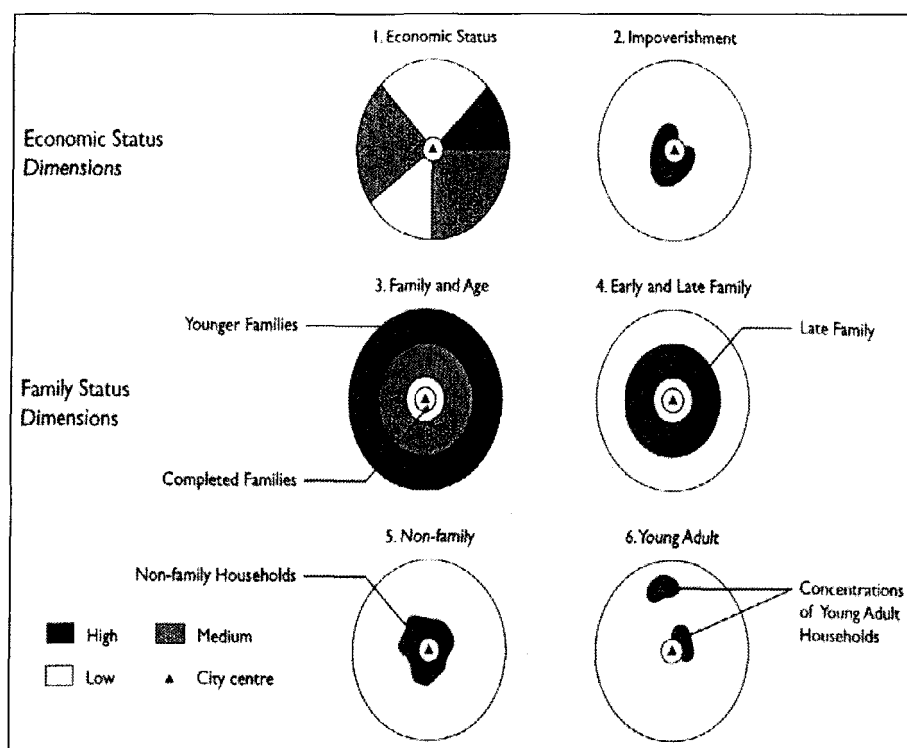 1. Economic Status
2. Impoverishment
Economic Status
Dimensions
3. Family and Age
4. Early and Late Family
Younger Families
Late Family
Family Status
Dimensions
Completed Families
5. Non-family
6. Young Adult
Non-family Households
Concentrations
of Young Adult
Households
High
Medium
Low
City centre